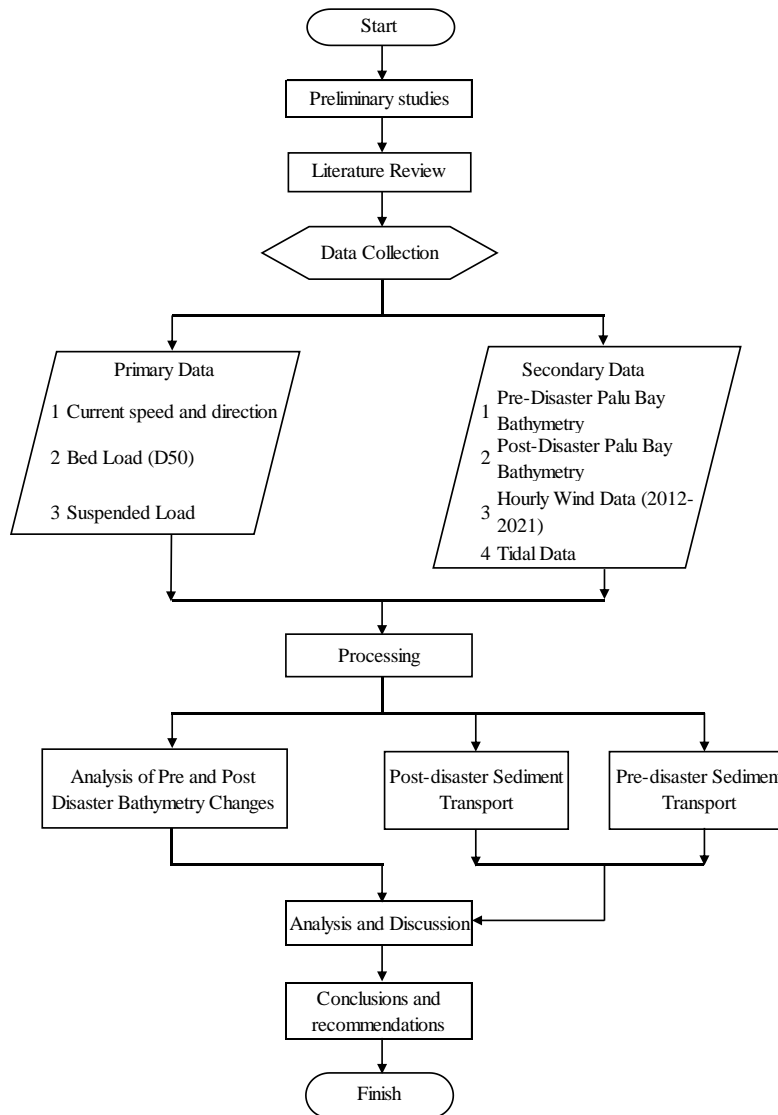 Start
Preliminary studies
Literature Review
Data Collection
Primary Data
1 Current speed and direction
2 Bed Load (D50)
3 Suspended Load
Secondary Data
1 Pre-Disaster Palu Bay
Bathymetry
2 Post-Disaster Palu Bay
Bathymetry
3 Hourly Wind Data (2012-
2021)
4 Tidal Data
Processing
Analysis of Pre and Post
Disaster Bathymetry Changes
Post-disaster Sediment
Transport
Pre-disaster Sediment
Transport
Analysis and Discussion
Conclusions and
recommendations
Finish